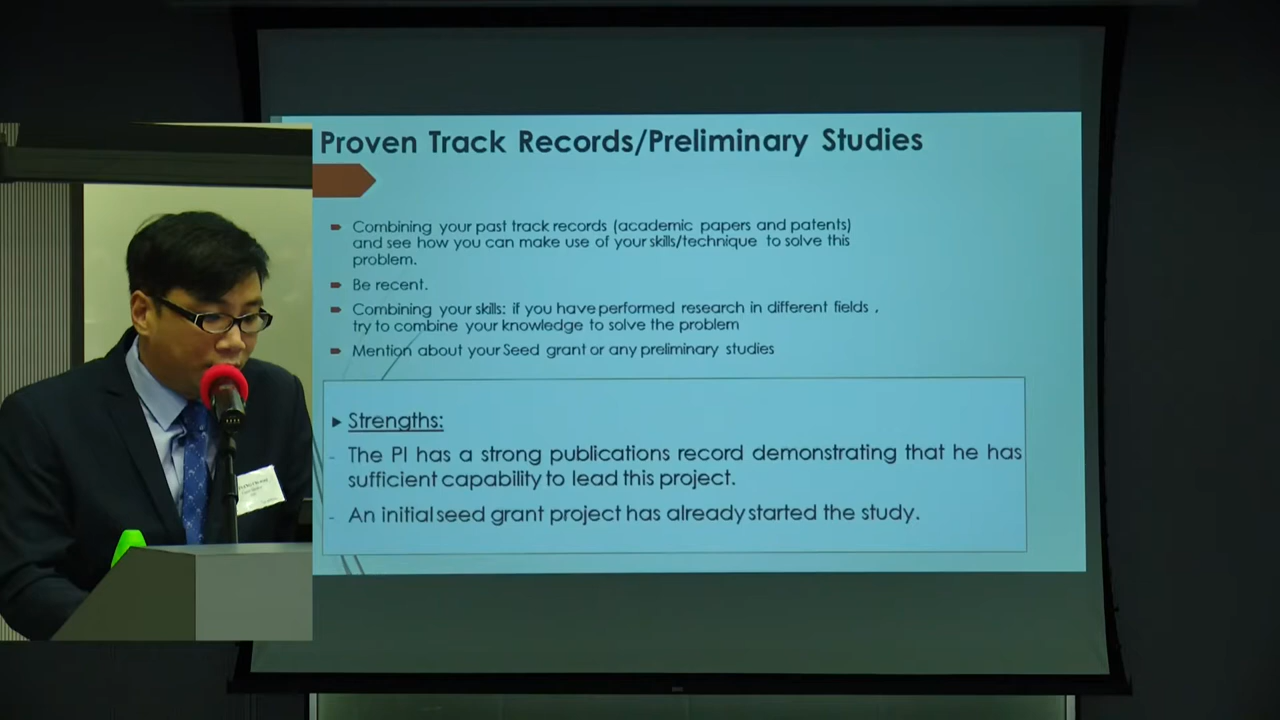 Proven Track Records/Preliminary Studies
Combining your past track records (academic papers and patents)
and see how you can make use of your skills/technique to solve this
problem.
Be recent.
Combining your skills: if you have performed research in different fields ,
try to combine your knowledge to solve the problem
Mention about your Seed grant or any preliminary studies
Strengths:
- The PI has a strong publications record demonstrating that he has
sufficient capability to lead this project.
- An initial seed grant project has already started the study.